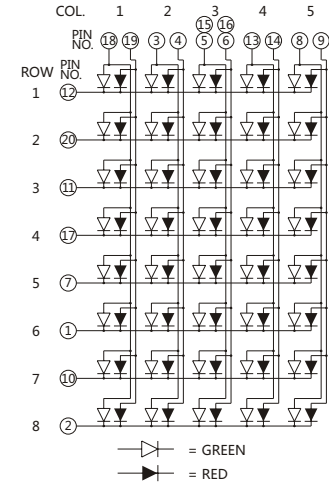 COL. 1 2 3 4 5
15 16
PIN NO. 18 19 3 4 5 6 13 14 8 9
ROW PIN NO.
1 12
2 20
3 11
4 17
5 7
6 1
7 10
8 2
= GREEN
= RED